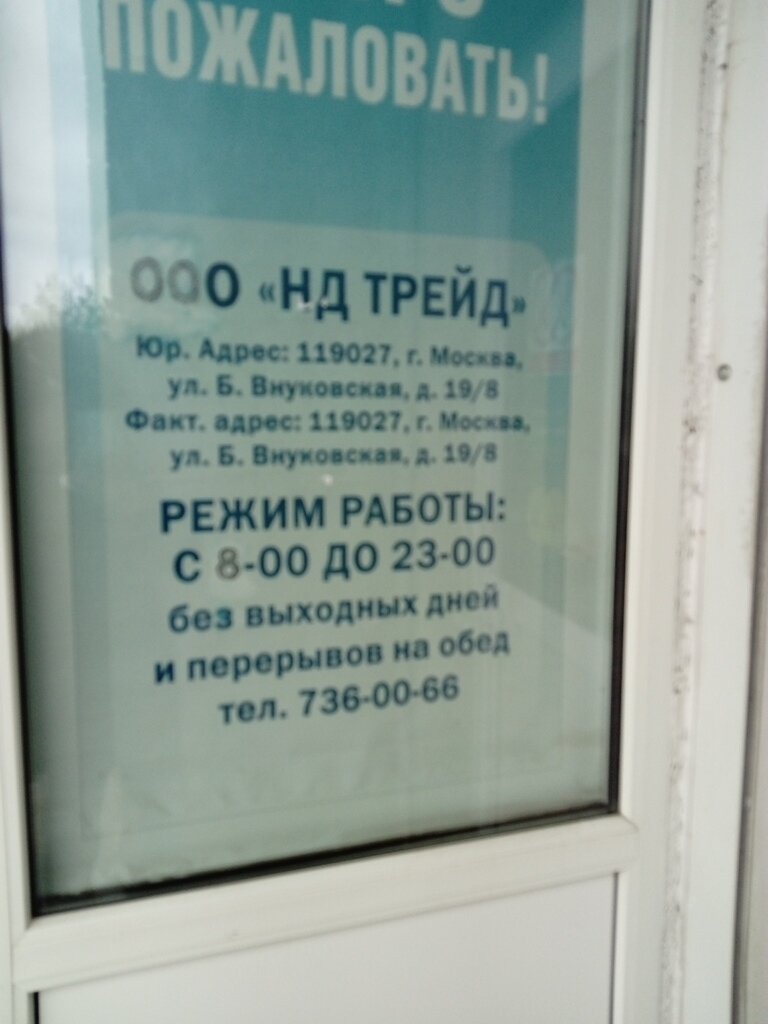 ПОЖАЛОВАТЬ!
ООО «НД ТРЕЙД»
Юр. Адрес: 119027, г. Москва,
ул. Б. Внуковская, д. 19/8
Факт. адрес: 119027, г. Москва,
ул. Б. Внуковская, д. 19/8
РЕЖИМ РАБОТЫ:
С 8-00 ДО 23-00
без выходных дней
и перерывов на обед
тел. 736-00-66